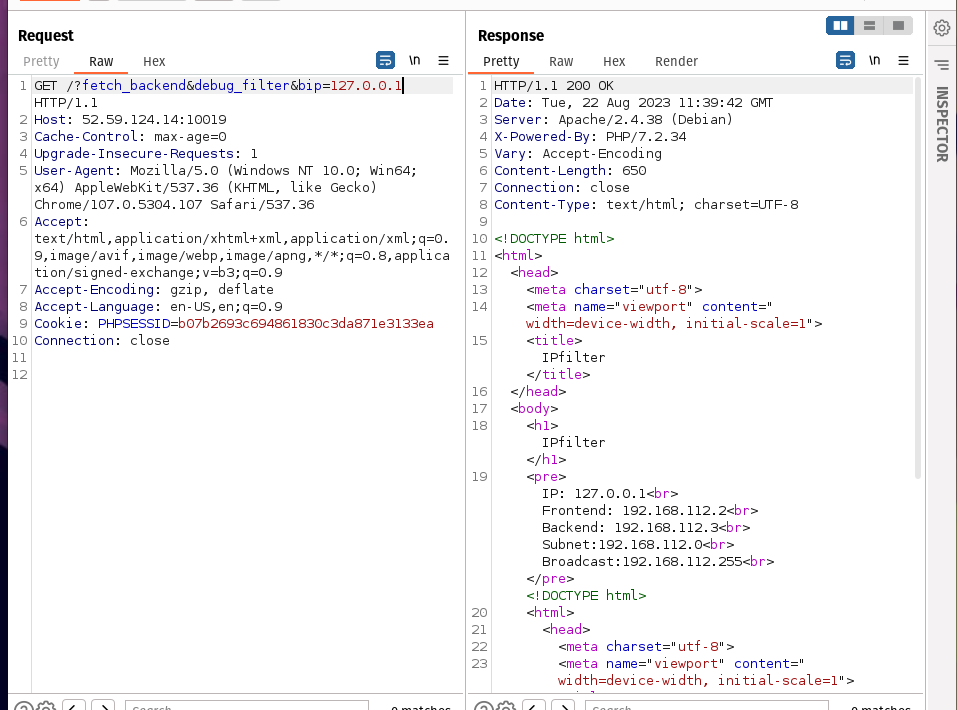 Request
Pretty Raw Hex \n
1 GET /?fetch_backend&debug_filter&bip=127.0.0.1
HTTP/1.1
2 Host: 52.59.124.14:10019
3 Cache-Control: max-age=0
4 Upgrade-Insecure-Requests: 1
5 User-Agent: Mozilla/5.0 (Windows NT 10.0; Win64;
x64) AppleWebKit/537.36 (KHTML, like Gecko)
Chrome/107.0.5304.107 Safari/537.36
6 Accept:
text/html,application/xhtml+xml,application/xml;q=0.
9,image/avif,image/webp,image/apng,*/*;q=0.8,applica
tion/signed-exchange;v=b3;q=0.9
7 Accept-Encoding: gzip, deflate
8 Accept-Language: en-US,en;q=0.9
9 Cookie: PHPSESSID=b07b2693c694861830c3da871e3133ea
10 Connection: close
11
12
Search
0 matches
Response
Pretty Raw Hex Render \n
1 HTTP/1.1 200 OK
2 Date: Tue, 22 Aug 2023 11:39:42 GMT
3 Server: Apache/2.4.38 (Debian)
4 X-Powered-By: PHP/7.2.34
5 Vary: Accept-Encoding
6 Content-Length: 650
7 Connection: close
8 Content-Type: text/html; charset=UTF-8
9
10 <!DOCTYPE html>
11 <html>
12 <head>
13 <meta charset="utf-8">
14 <meta name="viewport" content="
width=device-width, initial-scale=1">
15 <title>
IPfilter
</title>
16 </head>
17 <body>
18 <h1>
IPfilter
</h1>
19 <pre>
IP: 127.0.0.1<br>
Frontend: 192.168.112.2<br>
Backend: 192.168.112.3<br>
Subnet:192.168.112.0<br>
Broadcast:192.168.112.255<br>
</pre>
<!DOCTYPE html>
20 <html>
21 <head>
22 <meta charset="utf-8">
23 <meta name="viewport" content="
width=device-width, initial-scale=1">
Search
0 matches
INSPECTOR